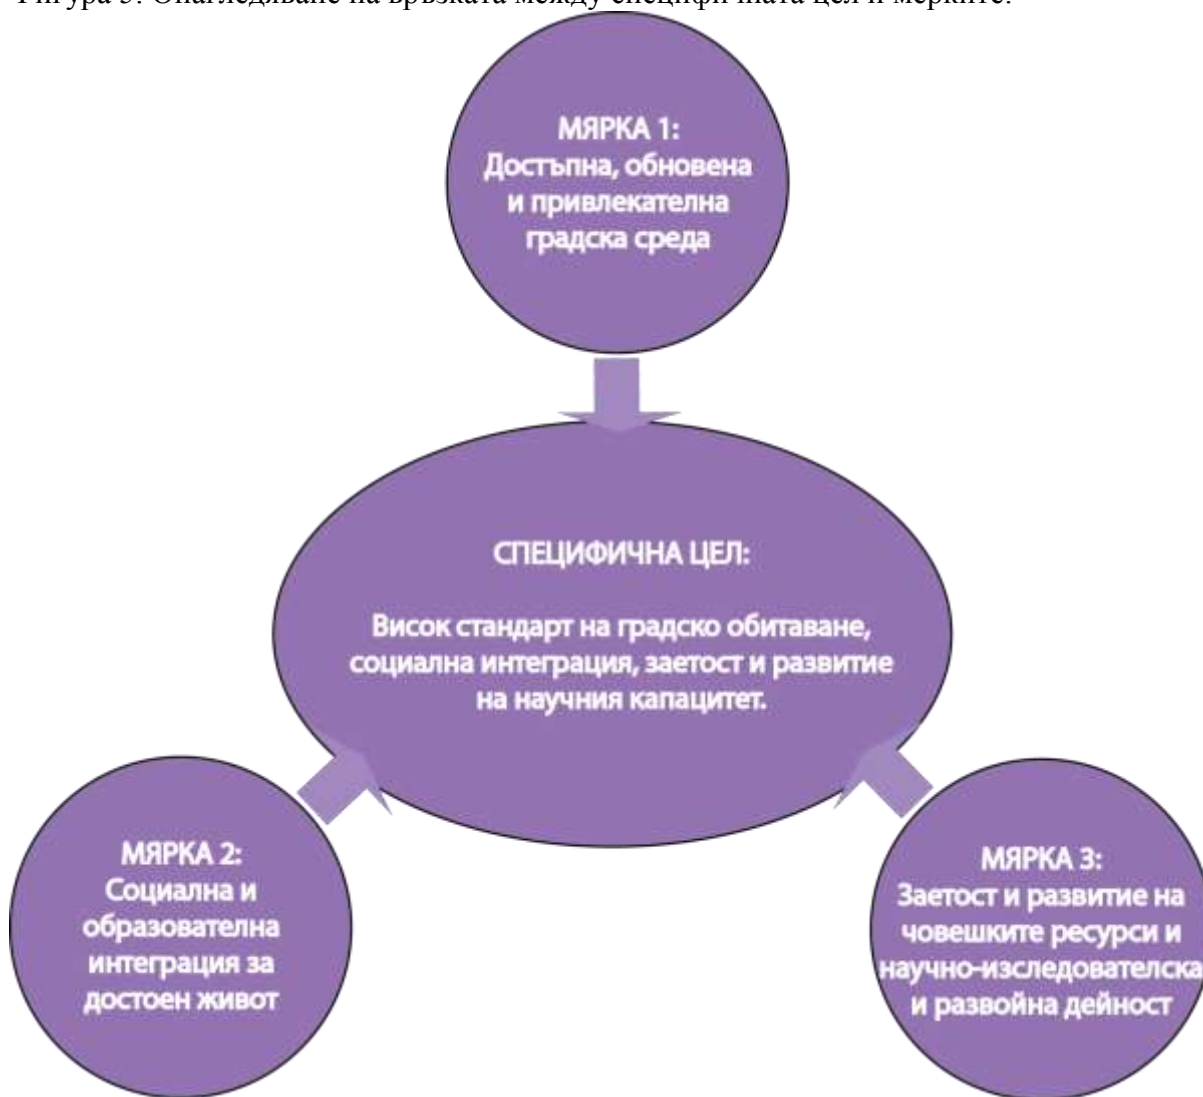 Фигура 3: Онагледяване на връзката между специфичната цел и мерките.
МЯРКА 1:
Достъпна, обновена
и привлекателна
градска среда
СПЕЦИФИЧНА ЦЕЛ:
Висок стандарт на градско обитаване,
социална интеграция, заетост и развитие
на научния капацитет.
МЯРКА 2:
Социална и
образователна
интеграция за
достоен живот
МЯРКА 3:
Заетост и развитие на
човешките ресурси и
научно-изследователска
и развойна дейност